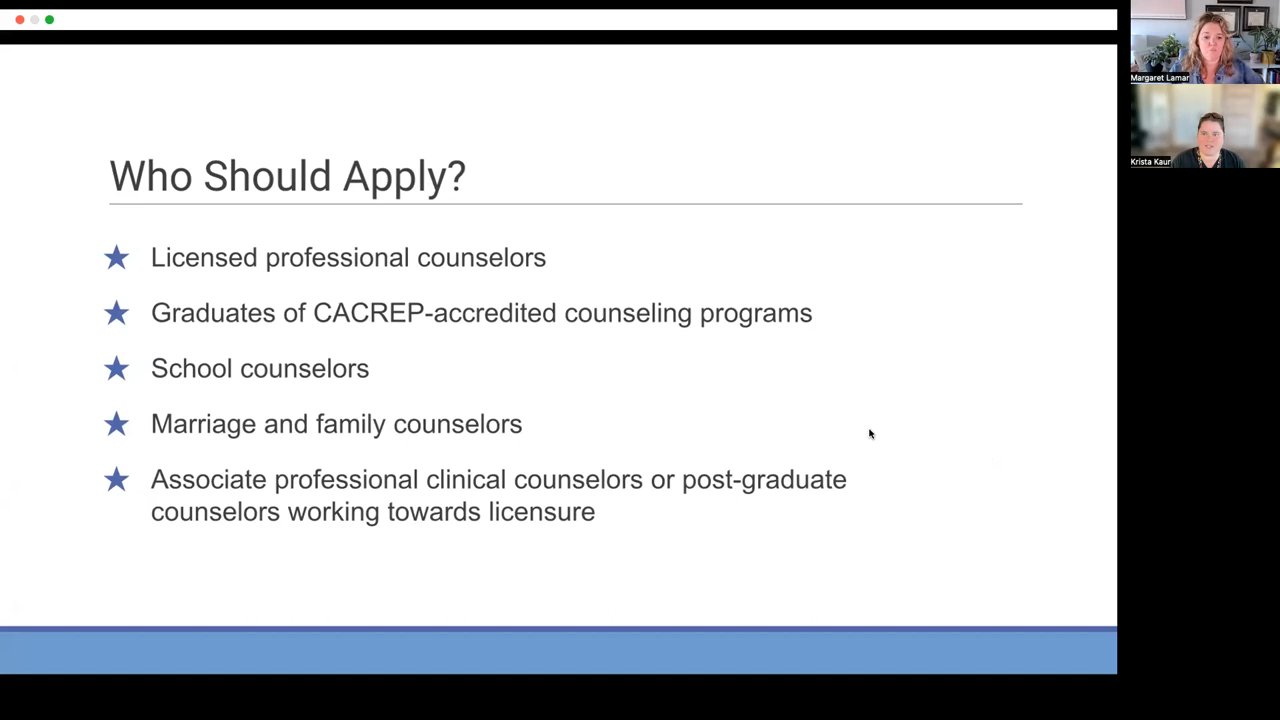 Who Should Apply?
Licensed professional counselors
Graduates of CACREP-accredited counseling programs
School counselors
Marriage and family counselors
Associate professional clinical counselors or post-graduate
counselors working towards licensure
Margaret Lamar
Krista Kaur